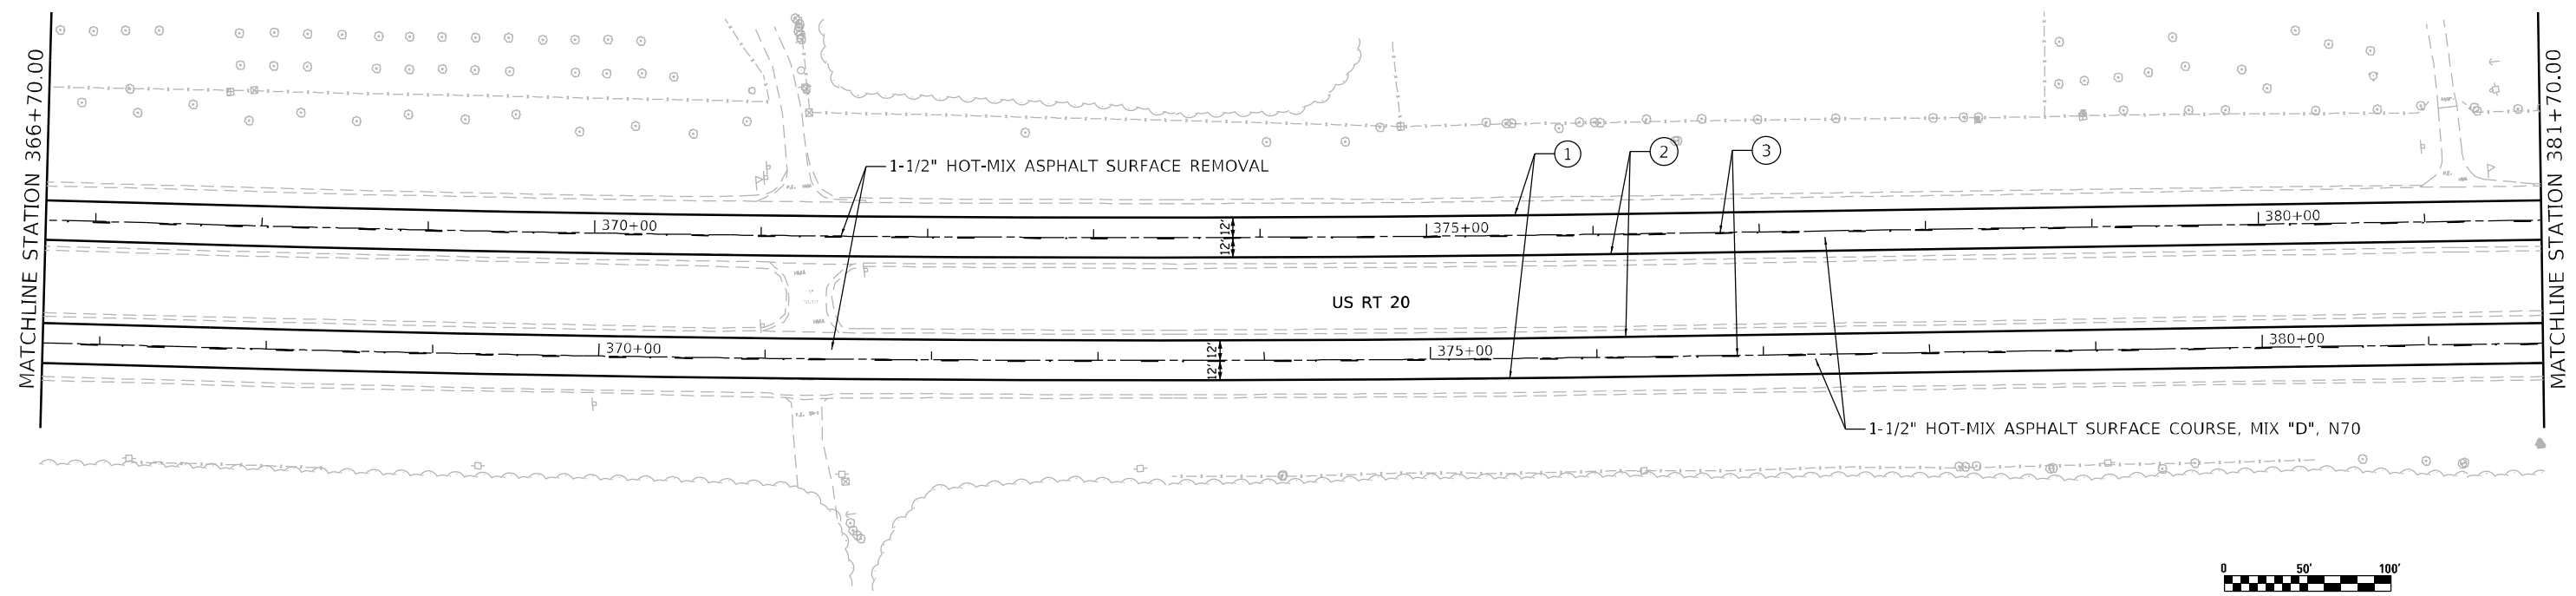 MATCHLINE STATION 366+70.00
MATCHLINE STATION 381+70.00
1-1/2" HOT-MIX ASPHALT SURFACE REMOVAL
1
2
3
370+00
12'
12'
375+00
380+00
HMA
HMA
US RT 20
370+00
12'
12'
375+00
380+00
1-1/2" HOT-MIX ASPHALT SURFACE COURSE, MIX "D", N70
0 50' 100'